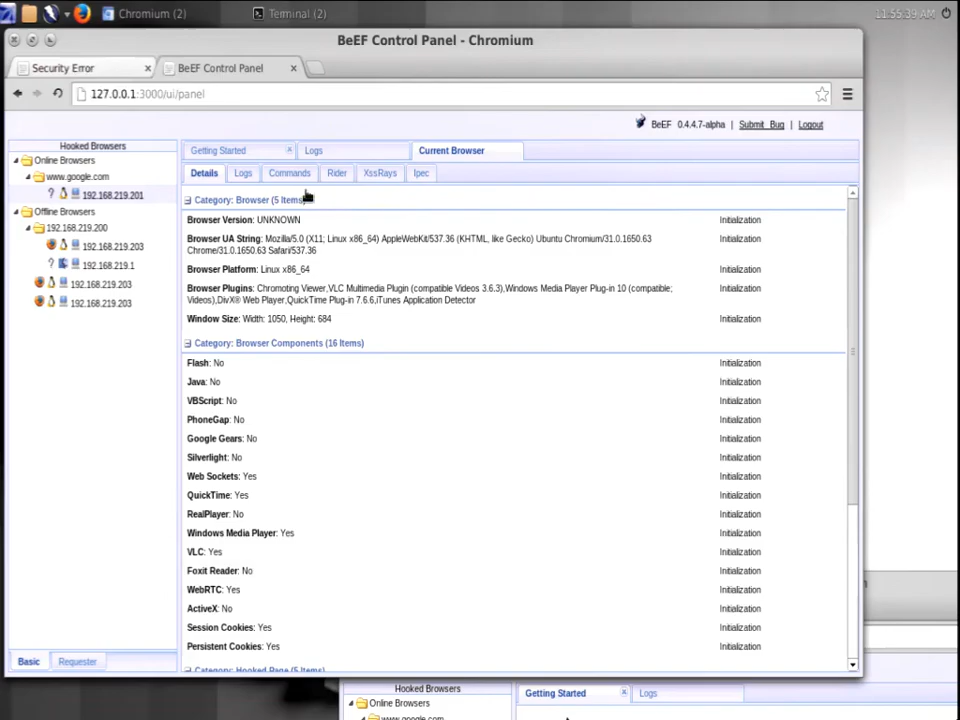 Chromium (2)
Terminal (2)
11:55:39 AM
BeEF Control Panel - Chromium
Security Error
BeEF Control Panel
127.0.0.1:3000/ui/panel
BeEF 0.4.4.7-alpha | Submit Bug | Logout
Hooked Browsers
Online Browsers
www.google.com
192.168.219.201
Offline Browsers
192.168.219.200
192.168.219.203
192.168.219.1
192.168.219.203
192.168.219.203
Basic
Requester
Getting Started
Logs
Current Browser
Details
Logs
Commands
Rider
XssRays
Ipec
Category: Browser (5 Items)
Browser Version: UNKNOWN Initialization
Browser UA String: Mozilla/5.0 (X11; Linux x86_64) AppleWebKit/537.36 (KHTML, like Gecko) Ubuntu Chromium/31.0.1650.63 Initialization
Chrome/31.0.1650.63 Safari/537.36
Browser Platform: Linux x86_64 Initialization
Browser Plugins: Chromoting Viewer,VLC Multimedia Plugin (compatible Videos 3.6.3),Windows Media Player Plug-in 10 (compatible; Initialization
Videos),DivX® Web Player,QuickTime Plug-in 7.6.6,iTunes Application Detector
Window Size: Width: 1050, Height: 684 Initialization
Category: Browser Components (16 Items)
Flash: No Initialization
Java: No Initialization
VBScript: No Initialization
PhoneGap: No Initialization
Google Gears: No Initialization
Silverlight: No Initialization
Web Sockets: Yes Initialization
QuickTime: Yes Initialization
RealPlayer: No Initialization
Windows Media Player: Yes Initialization
VLC: Yes Initialization
Foxit Reader: No Initialization
WebRTC: Yes Initialization
ActiveX: No Initialization
Session Cookies: Yes Initialization
Persistent Cookies: Yes Initialization
Category: Hooked Page (5 Items)
Hooked Browsers
Online Browsers
www.google.com
Getting Started
Logs